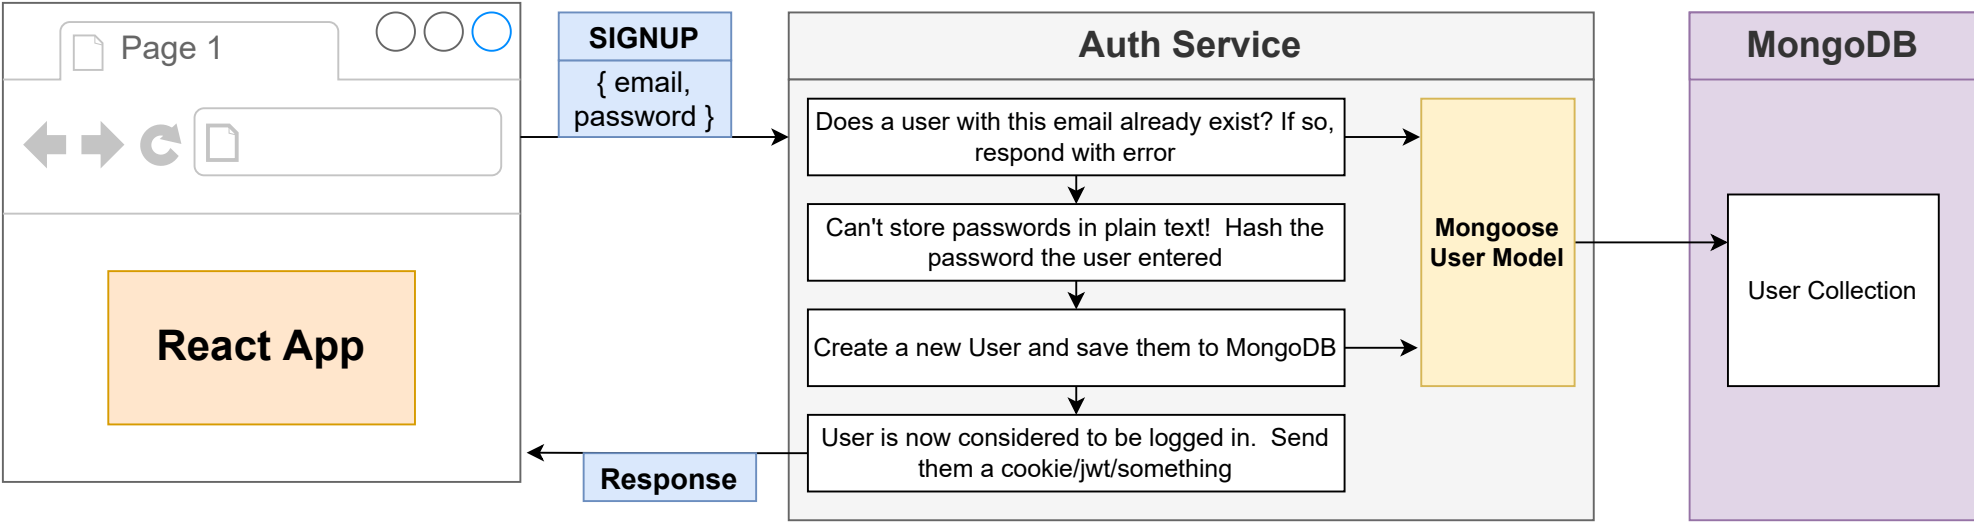 Page 1
React App
SIGNUP
{ email,
password }
Response
Auth Service
Does a user with this email already exist? If so,
respond with error
Can't store passwords in plain text!  Hash the
password the user entered
Create a new User and save them to MongoDB
User is now considered to be logged in.  Send
them a cookie/jwt/something
Mongoose
User Model
MongoDB
User Collection